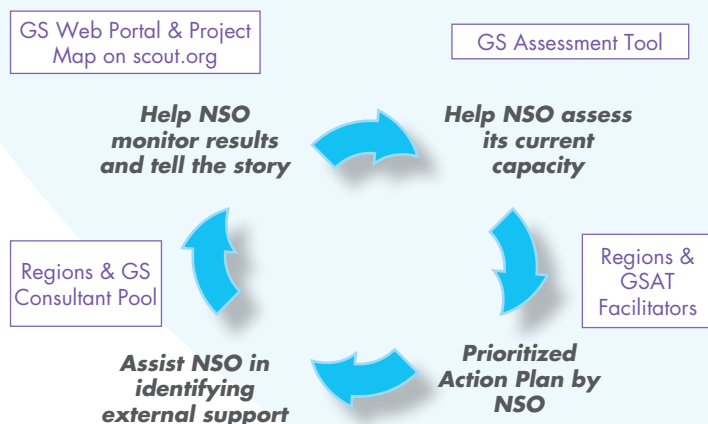 GS Web Portal & Project
Map on scout.org
GS Assessment Tool
Help NSO
monitor results
and tell the story
Help NSO assess
its current
capacity
Regions & GS
Consultant Pool
Regions &
GSAT
Facilitators
Assist NSO in
identifying
external support
Prioritized
Action Plan by
NSO